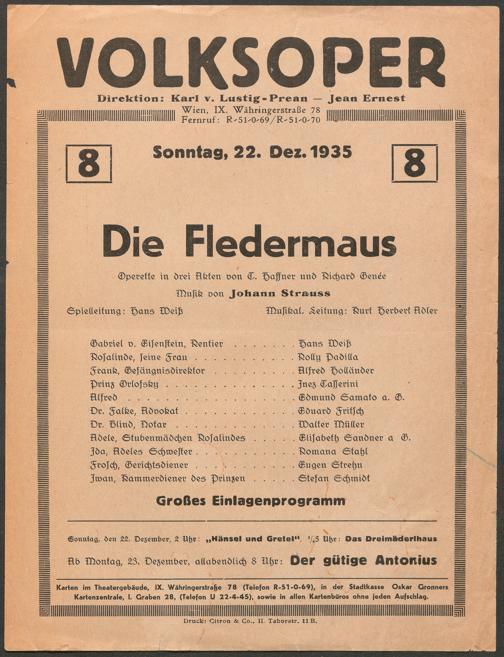 VOLKSOPER
Direktion: Karl v. Lustig-Prean — Jean Ernest
Wien, IX. Währingerstraße 78
Fernruf: R-51-0-69/R-51-0-70
8 Sonntag, 22. Dez. 1935 8
Die Fledermaus
Operette in drei Akten von C. Haffner und Richard Genée
Musik von Johann Strauss
Spielleitung: Hans Weiß Musikal. Leitung: Kurt Herbert Adler
Gabriel v. Eisenstein, Rentier . . . . . . . Hans Weiß
Rosalinde, seine Frau . . . . . . . . . . Rolly Padilla
Frank, Gefängnisdirektor . . . . . . . . . Alfred Holländer
Prinz Orlofsky . . . . . . . . . . . . . Inez Casserini
Alfred . . . . . . . . . . . . . . . . . Edmund Samato a. G.
Dr. Falke, Advokat . . . . . . . . . . . Eduard Fritsch
Dr. Blind, Notar . . . . . . . . . . . . Walter Müller
Adele, Stubenmädchen Rosalindes . . . . . Elisabeth Sandner a G.
Ida, Adeles Schwester . . . . . . . . . . Romana Stahl
Frosch, Gerichtsdiener . . . . . . . . . . Eugen Strehn
Iwan, Kammerdiener des Prinzen . . . . . Stefan Schmidt
Großes Einlagenprogramm
Sonntag, den 22. Dezember, 2 Uhr: „Hänsel und Gretel“, ½5 Uhr: Das Dreimäderlhaus
Ab Montag, 23. Dezember, allabendlich 8 Uhr: Der gütige Antonius
Karten im Theatergebäude, IX. Währingerstraße 78 (Telefon R-51-0-69), in der Stadtkasse Oskar Gronners
Kartenzentrale, I. Graben 28, (Telefon U 22-4-45), sowie in allen Kartenbüros ohne jeden Aufschlag.
Druck: Citron & Co., II. Taborstr. 11B.